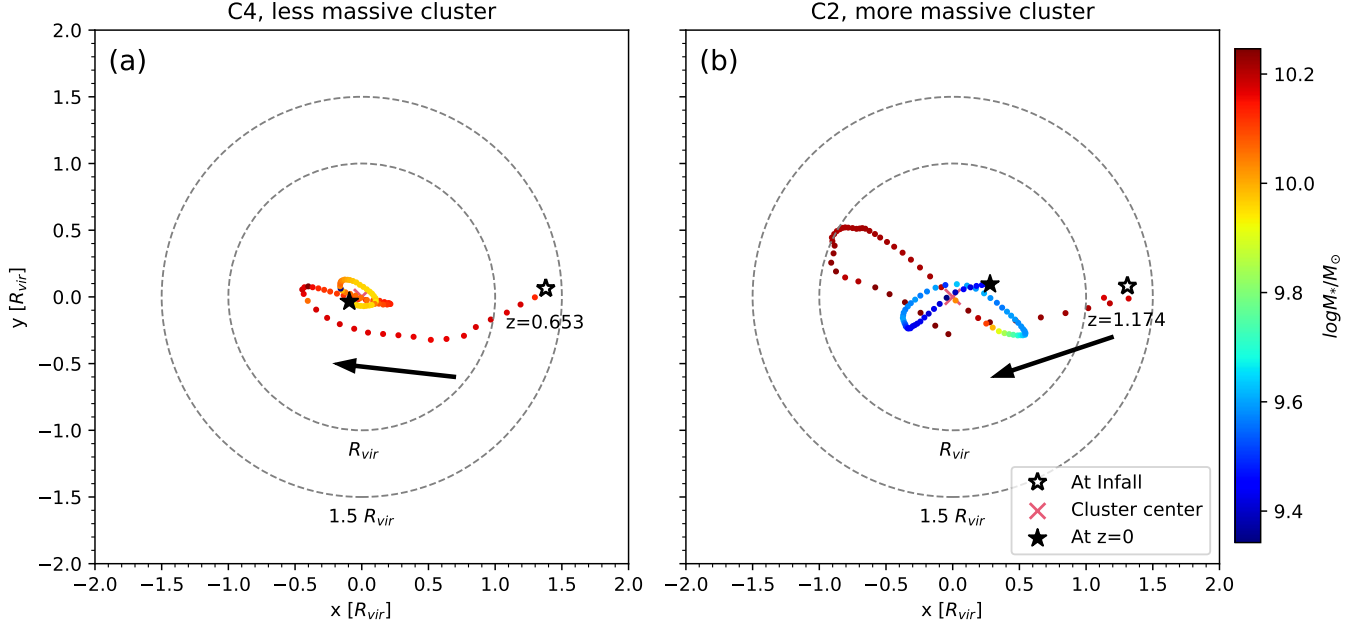 C4, less massive cluster
C2, more massive cluster
(a)
(b)
2.0
1.5
1.0
0.5
0.0
−0.5
−1.0
−1.5
−2.0
y [R_vir]
z=0.653
R_vir
1.5 R_vir
−2.0 −1.5 −1.0 −0.5 0.0 0.5 1.0 1.5 2.0
x [R_vir]
z=1.174
R_vir
1.5 R_vir
At Infall
Cluster center
At z=0
−2.0 −1.5 −1.0 −0.5 0.0 0.5 1.0 1.5 2.0
x [R_vir]
10.2
10.0
9.8
9.6
9.4
logM_*/M_⊙